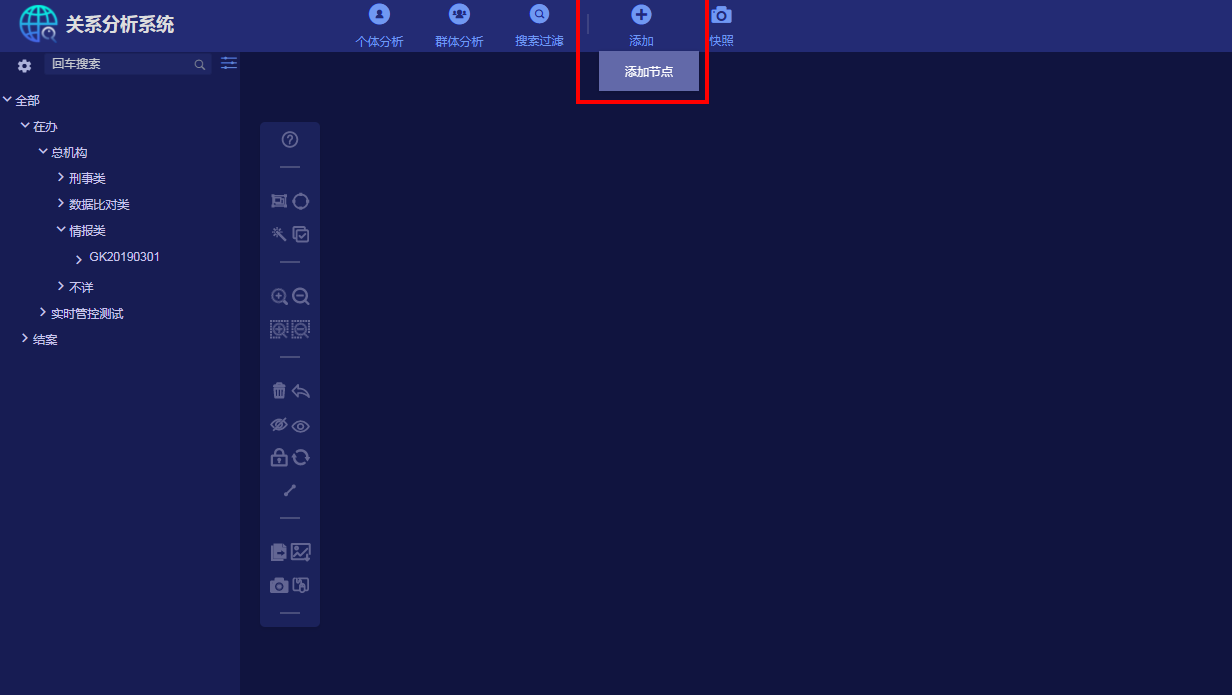 关系分析系统
个体分析
群体分析
搜索过滤
添加
快照
添加节点
回车搜索
全部
在办
总机构
刑事类
数据比对类
情报类
GK20190301
不详
实时管控测试
结案